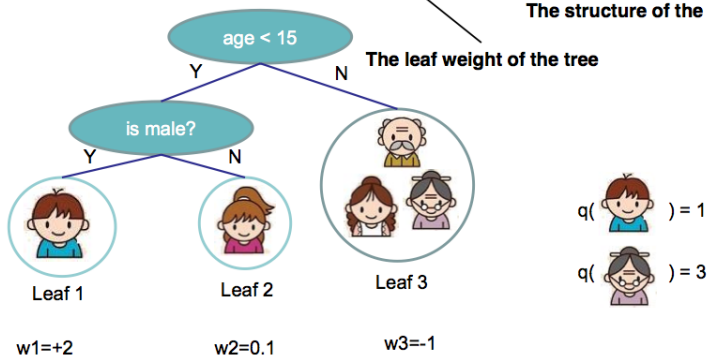 The structure of the
age < 15
The leaf weight of the tree
Y
N
is male?
Y
N
q( ) = 1
q( ) = 3
Leaf 1
Leaf 2
Leaf 3
w1=+2
w2=0.1
w3=-1